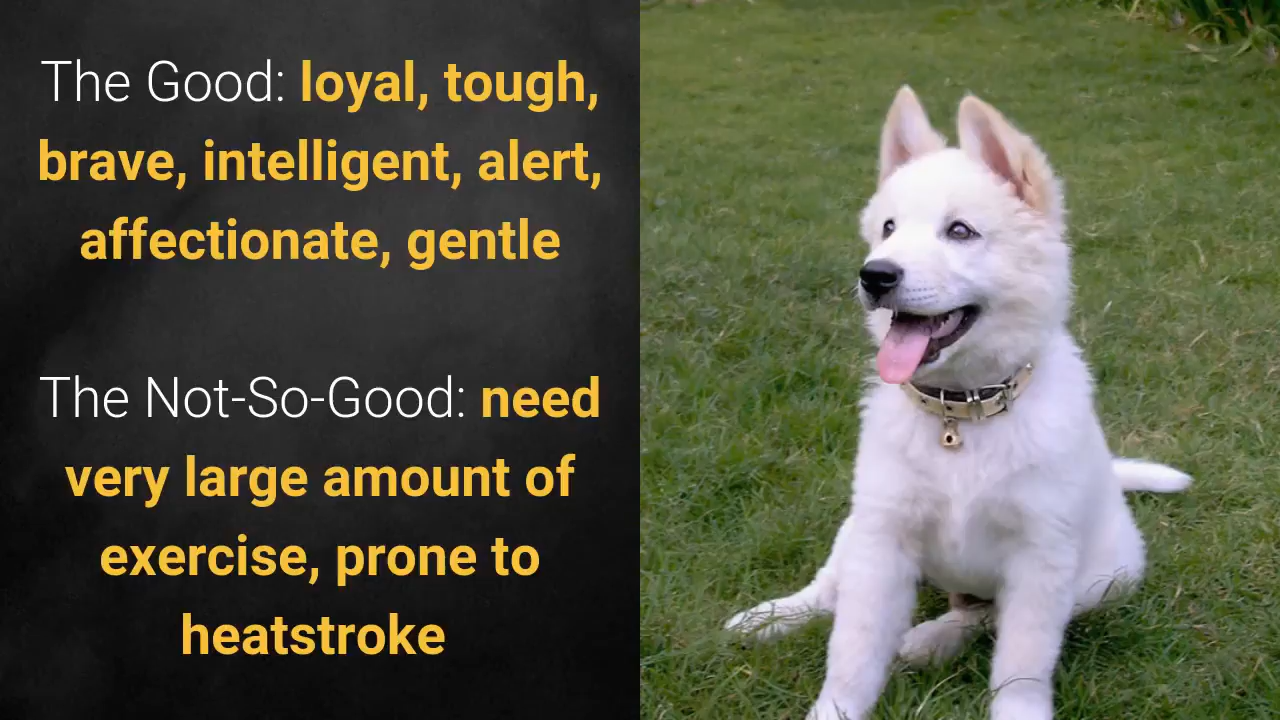 The Good: loyal, tough,
brave, intelligent, alert,
affectionate, gentle
The Not-So-Good: need
very large amount of
exercise, prone to
heatstroke